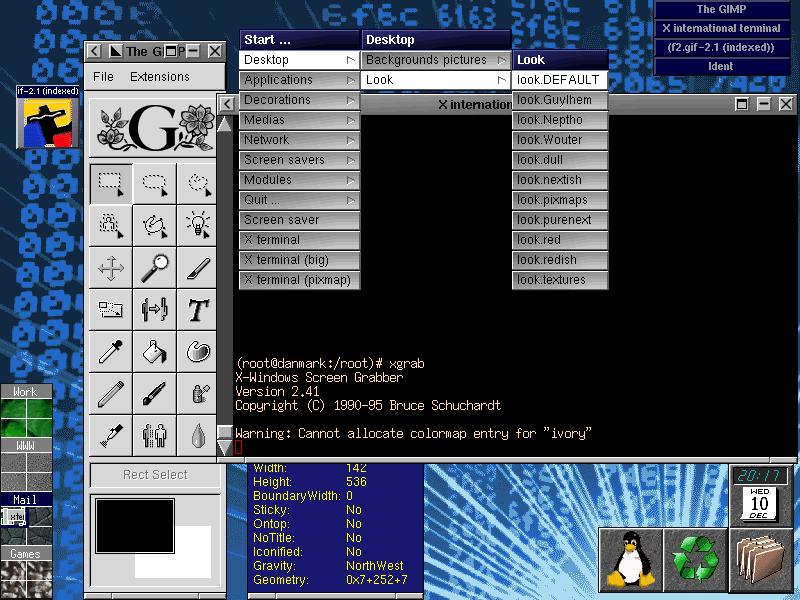 The GIMP
X international terminal
(f2.gif-2.1 (indexed))
Ident
if-2.1 (indexed)
The G
File Extensions
G
Rect Select
Start ...
Desktop
Applications
Decorations
Medias
Network
Screen savers
Modules
Quit ...
Screen saver
X terminal
X terminal (big)
X terminal (pixmap)
Desktop
Backgrounds pictures
Look
Look
look.DEFAULT
look.Guylhem
look.Neptho
look.Wouter
look.dull
look.nextish
look.pixmaps
look.purenext
look.red
look.redish
look.textures
X internation
(root@danmark:/root)# xgrab
X-Windows Screen Grabber
Version 2.41
Copyright (C) 1990-95 Bruce Schuchardt
Warning: Cannot allocate colormap entry for "ivory"
Width: 142
Height: 536
BoundaryWidth: 0
Sticky: No
Ontop: No
NoTitle: No
Iconified: No
Gravity: NorthWest
Geometry: 0x7+252+7
Work
WWW
Mail
Games
20:17
WED
10
DEC